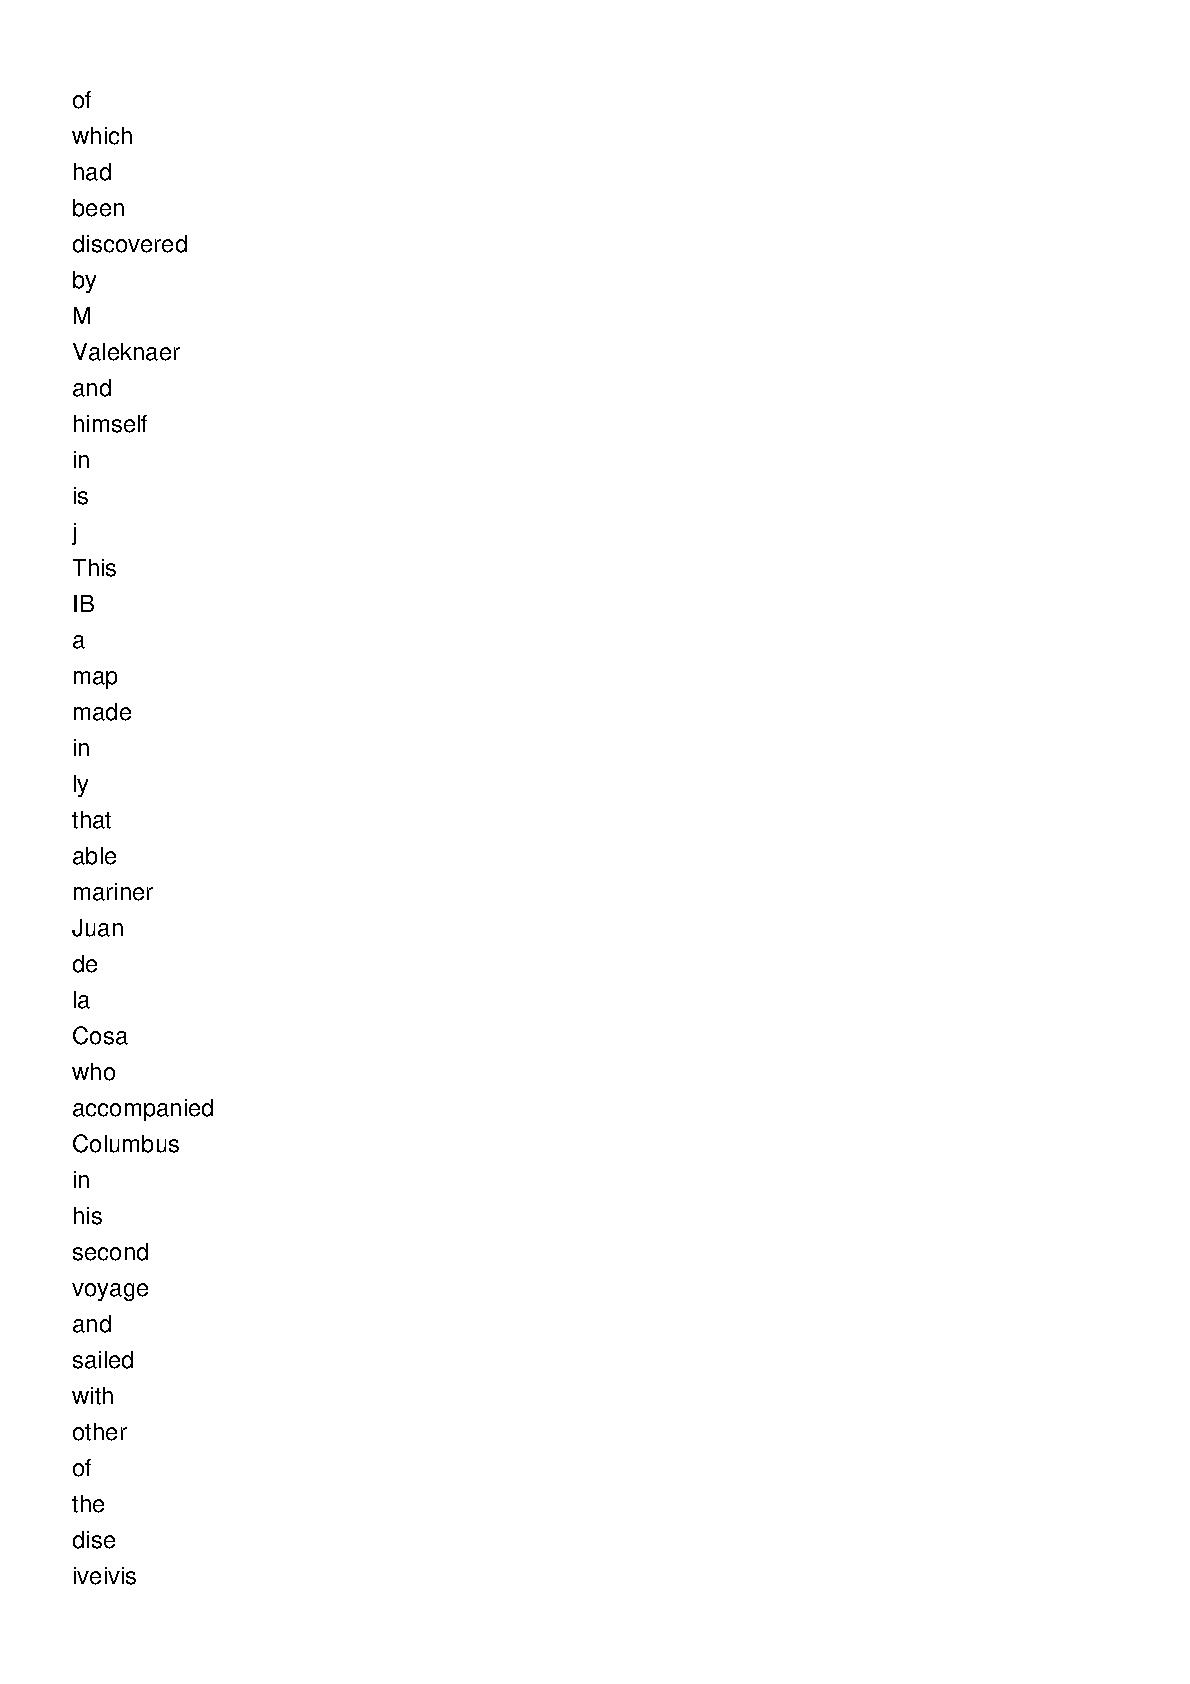 of
which
had
been
discovered
by
M
Valeknaer
and
himself
in
is
j
This
IB
a
map
made
in
ly
that
able
mariner
Juan
de
la
Cosa
who
accompanied
Columbus
in
his
second
voyage
and
sailed
with
other
of
the
dise
iveivis